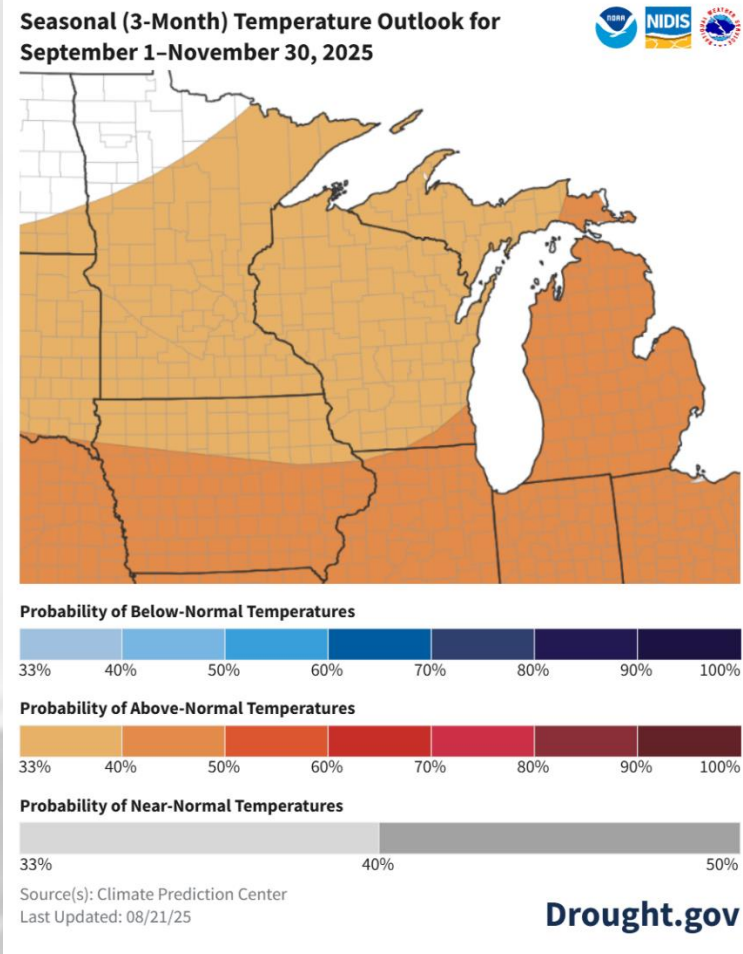 Seasonal (3-Month) Temperature Outlook for
September 1–November 30, 2025
NOAA
NIDIS
Probability of Below-Normal Temperatures
33% 40% 50% 60% 70% 80% 90% 100%
Probability of Above-Normal Temperatures
33% 40% 50% 60% 70% 80% 90% 100%
Probability of Near-Normal Temperatures
33% 40% 50%
Source(s): Climate Prediction Center
Last Updated: 08/21/25
Drought.gov